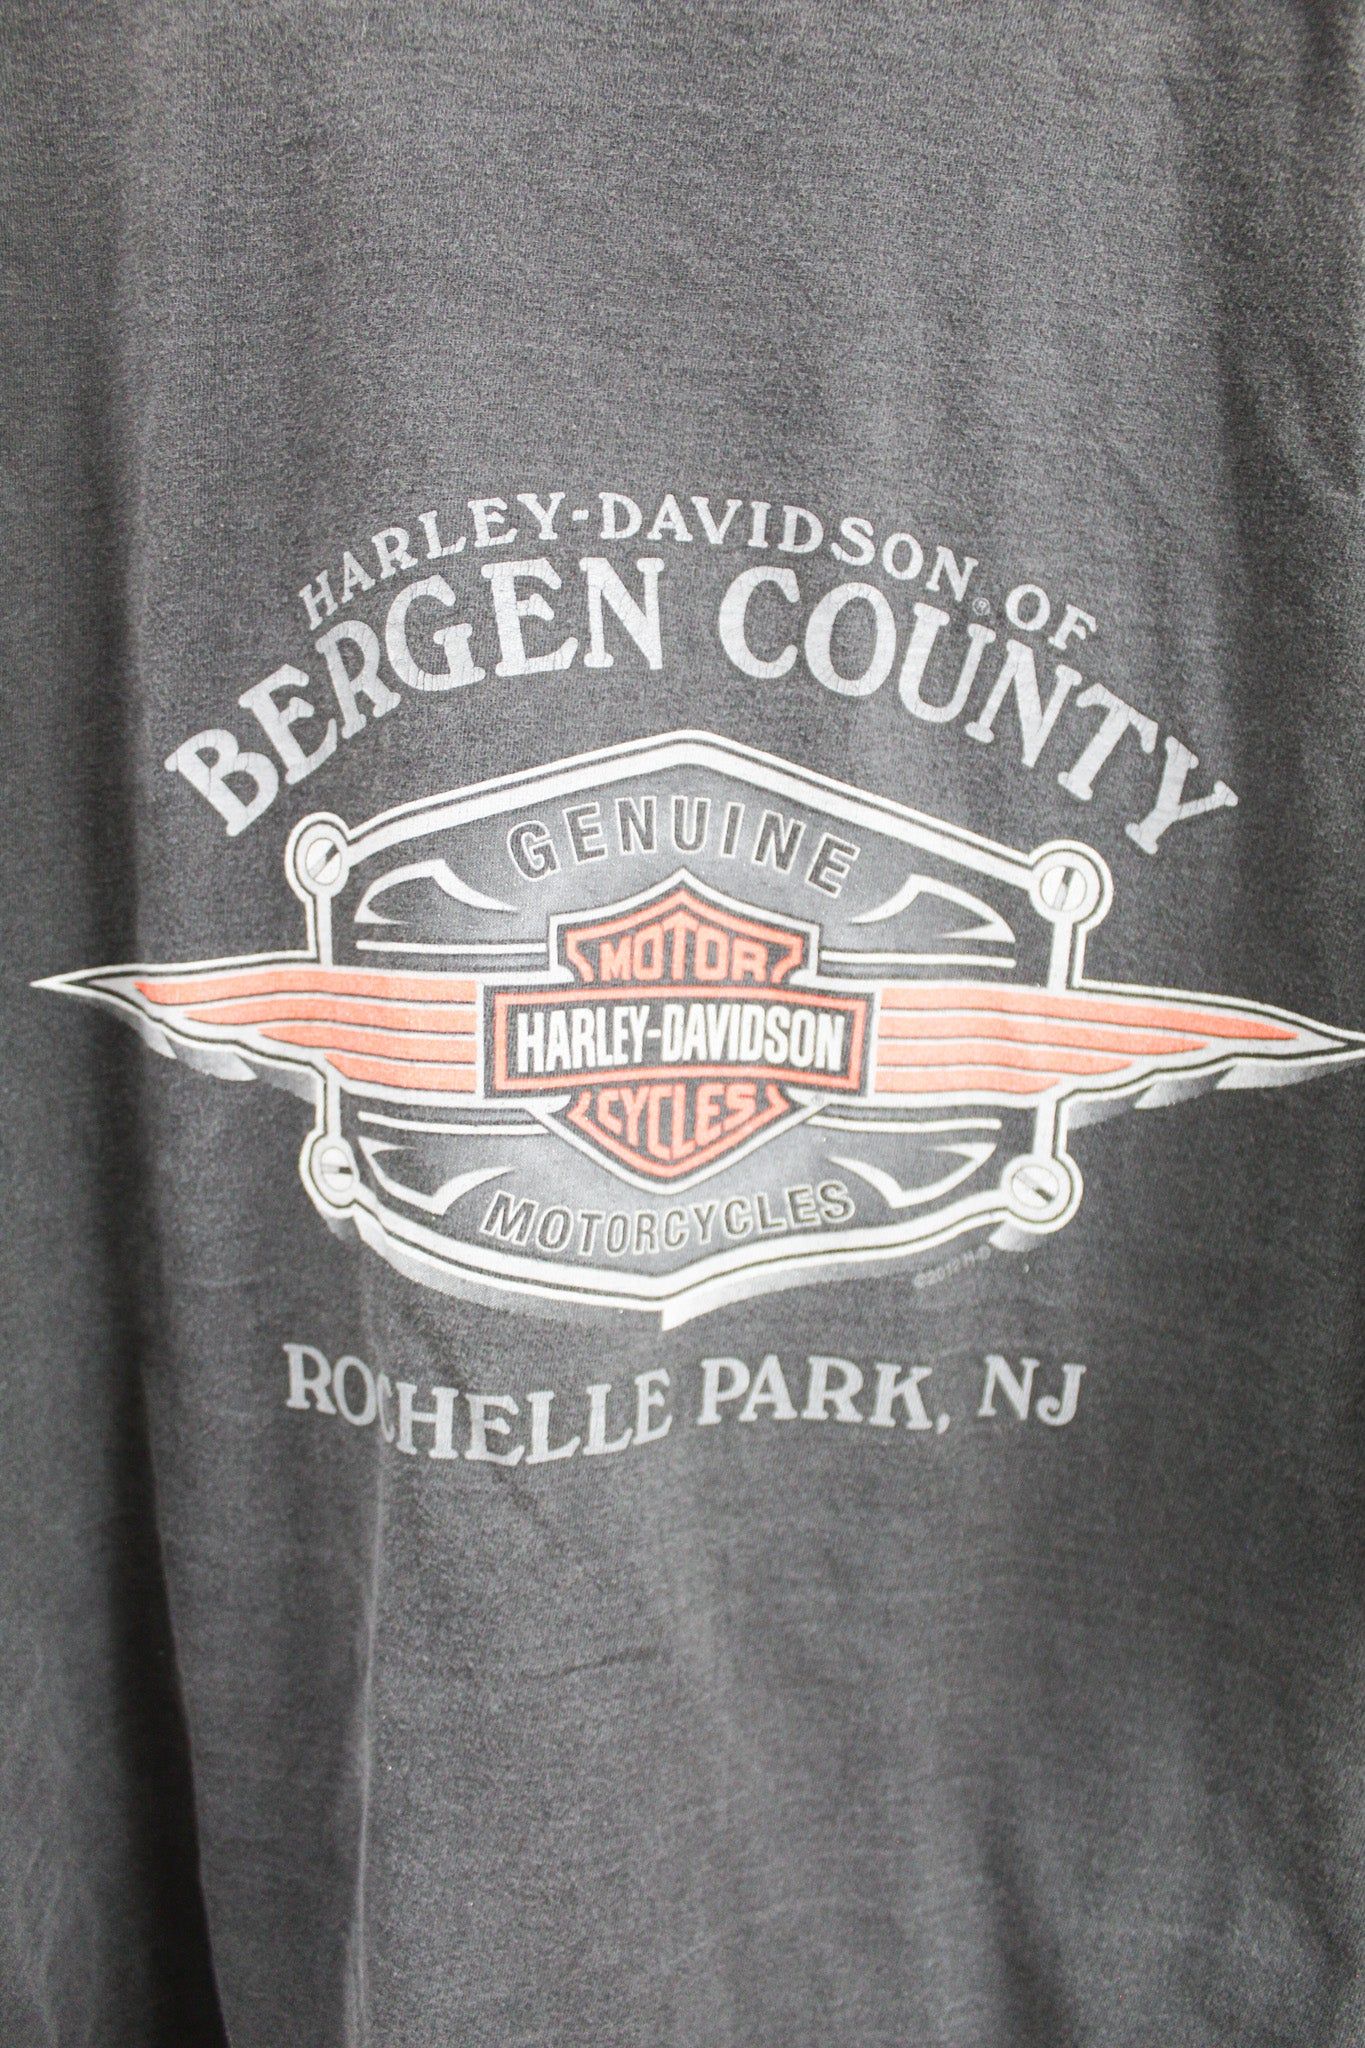 HARLEY-DAVIDSON® OF
BERGEN COUNTY
GENUINE
MOTOR
HARLEY-DAVIDSON
CYCLES
MOTORCYCLES
ROCHELLE PARK, NJ